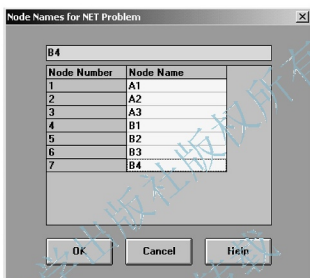 Node Names for NET Problem
B4
Node Number Node Name
1 A1
2 A2
3 A3
4 B1
5 B2
6 B3
7 B4
OK Cancel Help